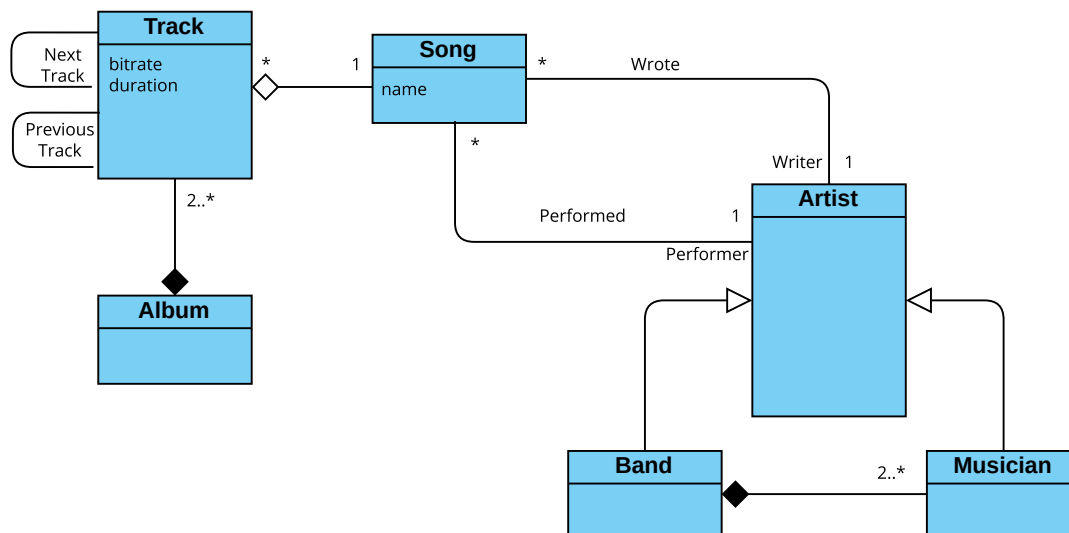 Track
Next
Track
bitrate
duration
Previous
Track
*
1
Song
name
*
Wrote
*
2..*
Writer
1
Artist
Performed
1
Performer
Album
Band
2..*
Musician